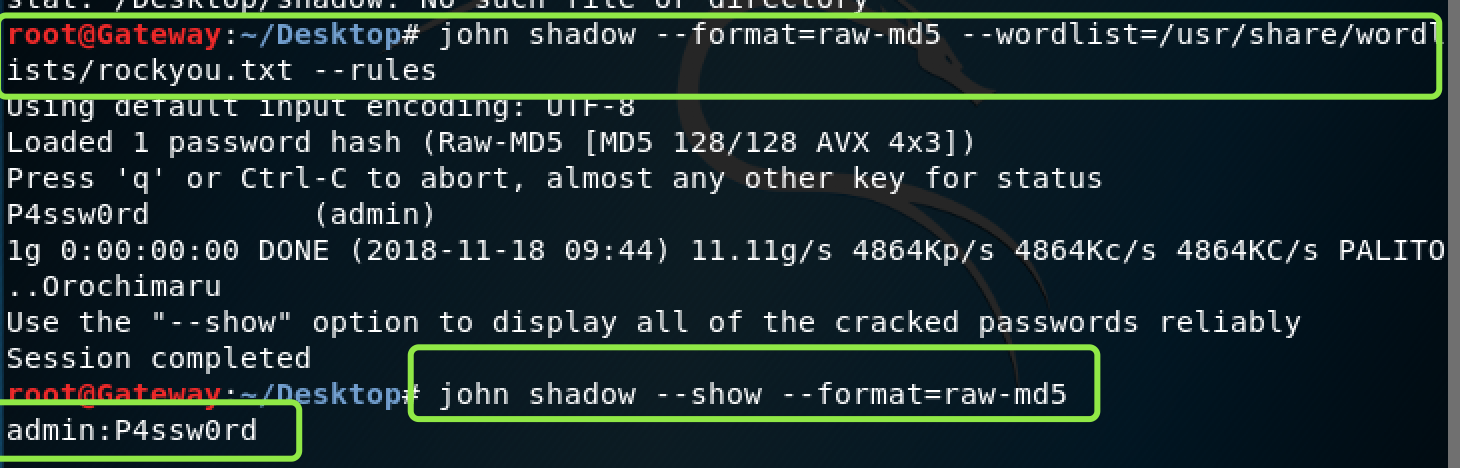 stat: /Desktop/shadow: No such file or directory
root@Gateway:~/Desktop# john shadow --format=raw-md5 --wordlist=/usr/share/wordl
ists/rockyou.txt --rules
Using default input encoding: UTF-8
Loaded 1 password hash (Raw-MD5 [MD5 128/128 AVX 4x3])
Press 'q' or Ctrl-C to abort, almost any other key for status
P4ssw0rd         (admin)
1g 0:00:00:00 DONE (2018-11-18 09:44) 11.11g/s 4864Kp/s 4864Kc/s 4864KC/s PALITO
..Orochimaru
Use the "--show" option to display all of the cracked passwords reliably
Session completed
root@Gateway:~/Desktop# john shadow --show --format=raw-md5
admin:P4ssw0rd